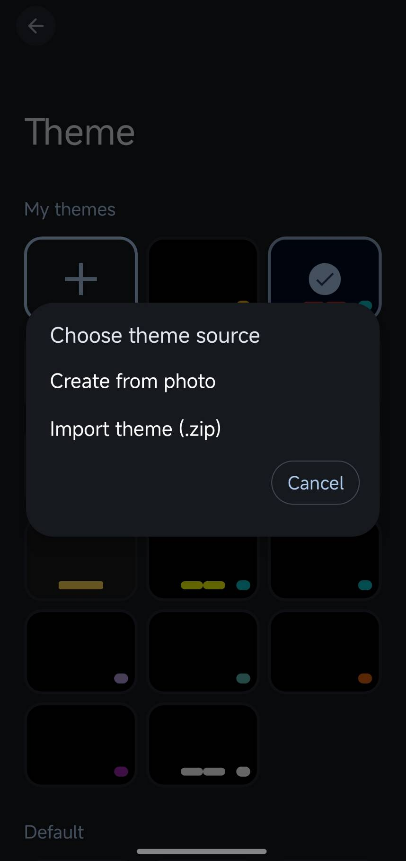 Theme
My themes
Choose theme source
Create from photo
Import theme (.zip)
Cancel
Default